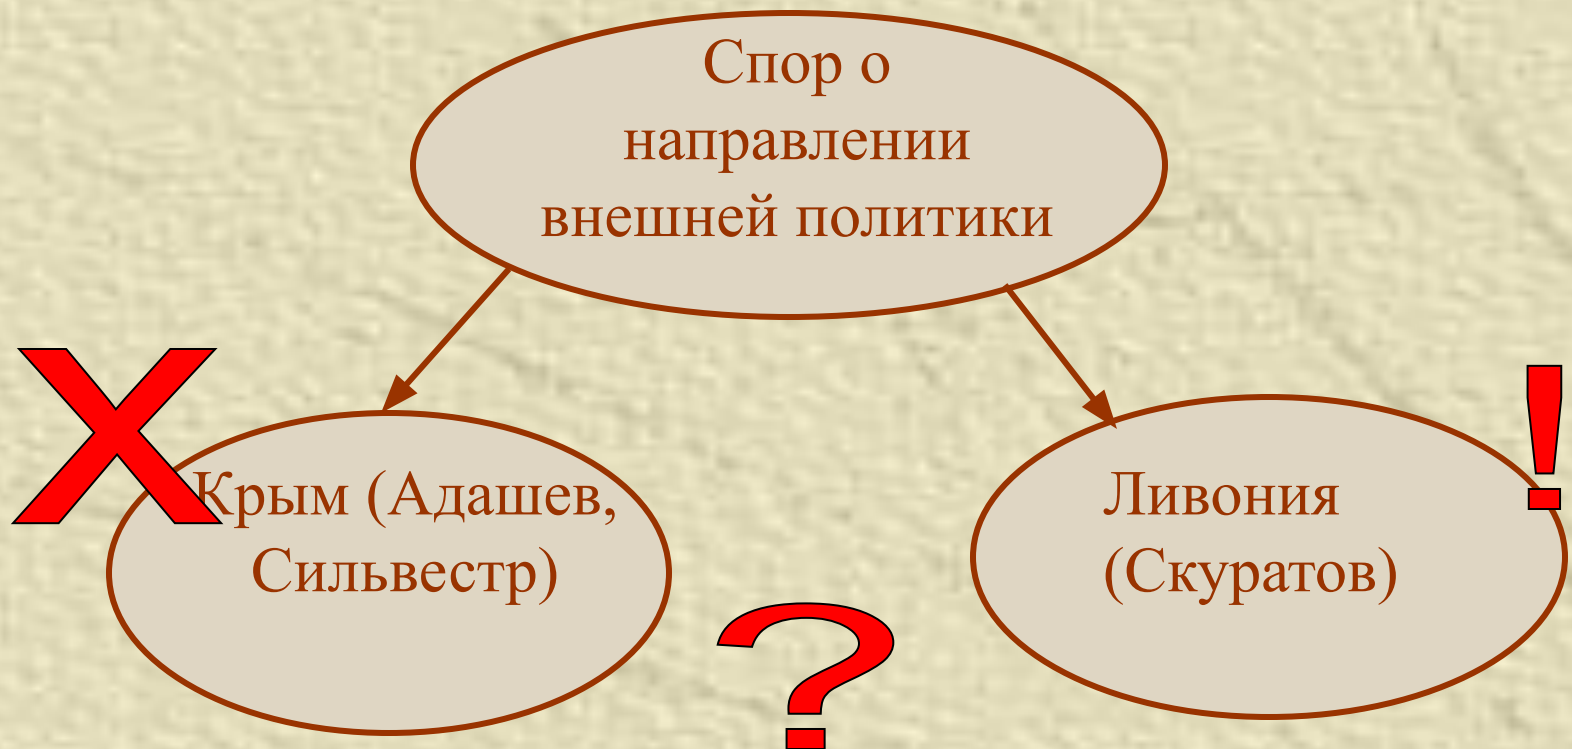 Спор о
направлении
внешней политики
Х
!
Крым (Адашев,
Сильвестр)
Ливония
(Скуратов)
?